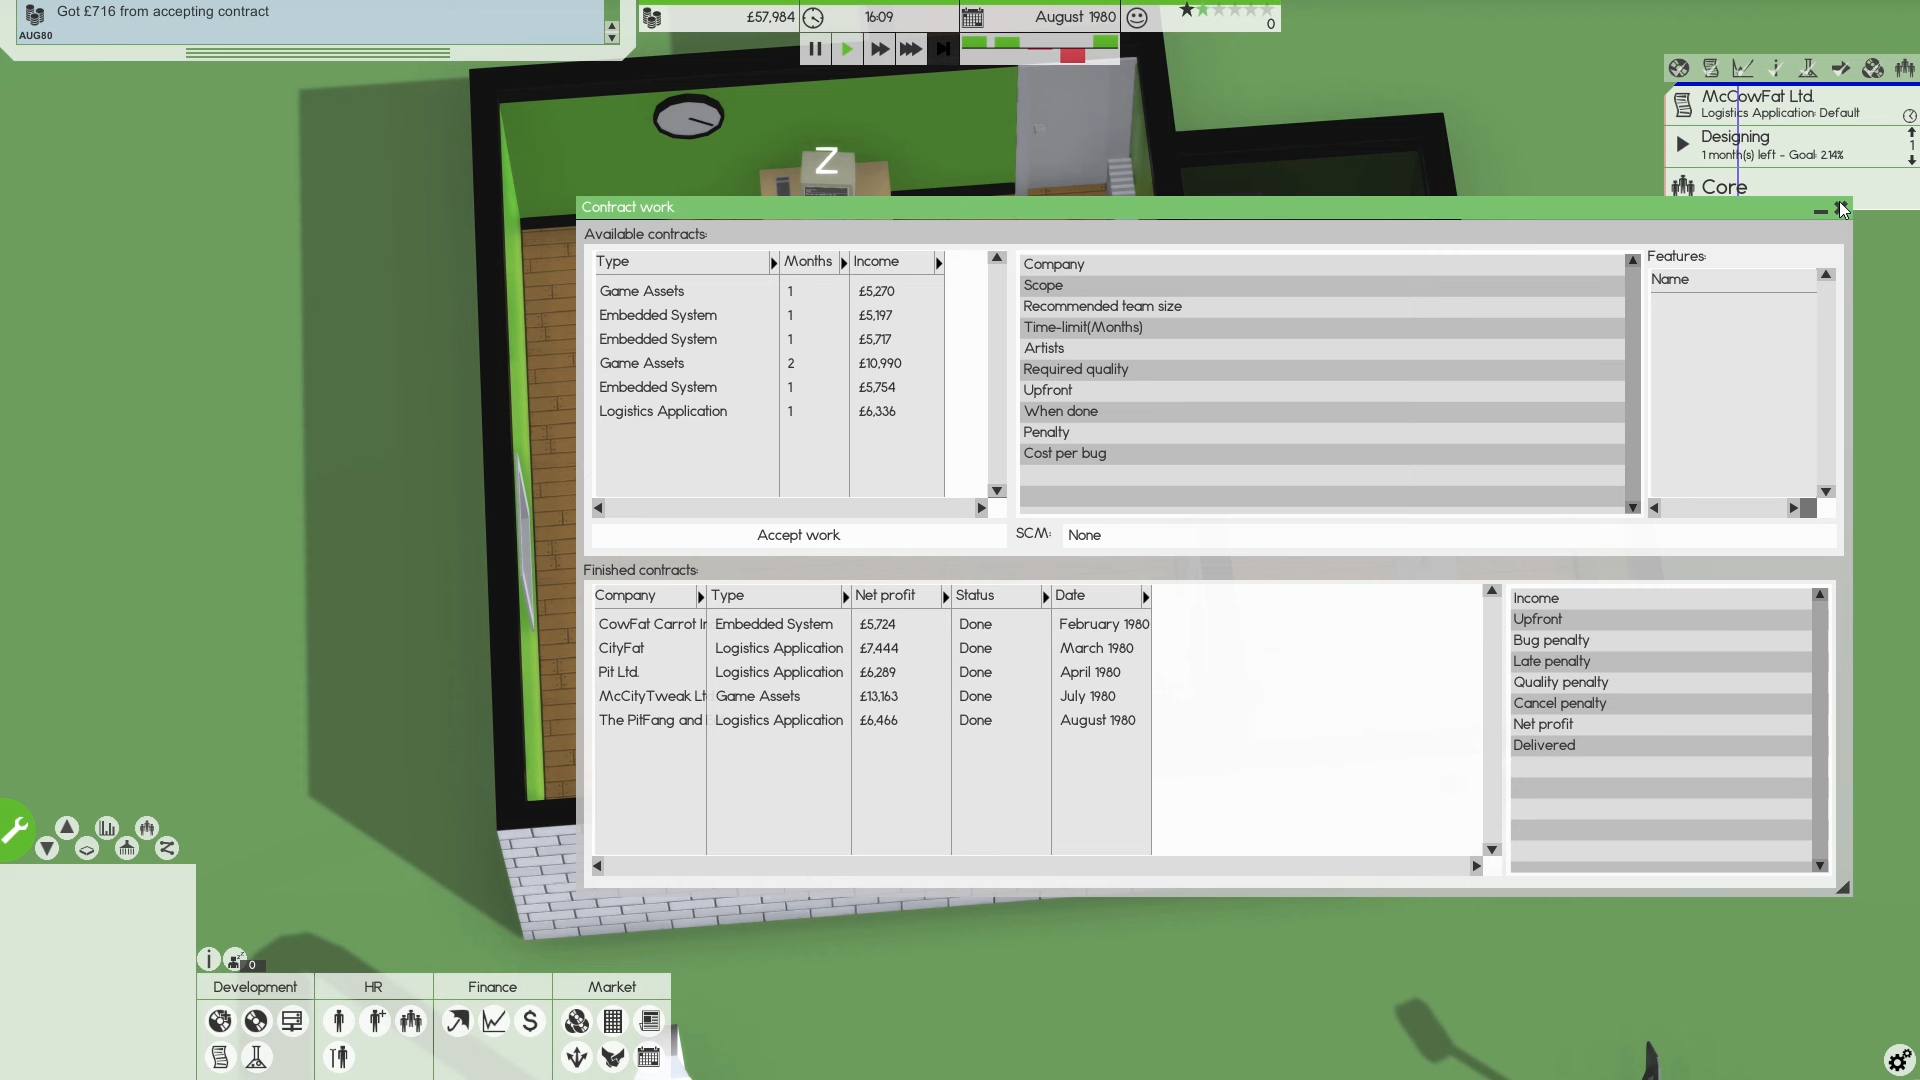 Got £716 from accepting contract
AUG80
£57,984
16:09
August 1980
0
McCowFat Ltd.
Logistics Application: Default
Designing
1 month(s) left - Goal: 2.14%
1
Core
Z
Contract work
Available contracts:
Type Months Income
Game Assets 1 £5,270
Embedded System 1 £5,197
Embedded System 1 £5,717
Game Assets 2 £10,990
Embedded System 1 £5,754
Logistics Application 1 £6,336
Company
Scope
Recommended team size
Time-limit(Months)
Artists
Required quality
Upfront
When done
Penalty
Cost per bug
Features:
Name
Accept work
SCM: None
Finished contracts:
Company Type Net profit Status Date
CowFat Carrot Ir Embedded System £5,724 Done February 1980
CityFat Logistics Application £7,444 Done March 1980
Pit Ltd. Logistics Application £6,289 Done April 1980
McCityTweak Lt Game Assets £13,163 Done July 1980
The PitFang and Logistics Application £6,466 Done August 1980
Income
Upfront
Bug penalty
Late penalty
Quality penalty
Cancel penalty
Net profit
Delivered
0
Development HR Finance Market